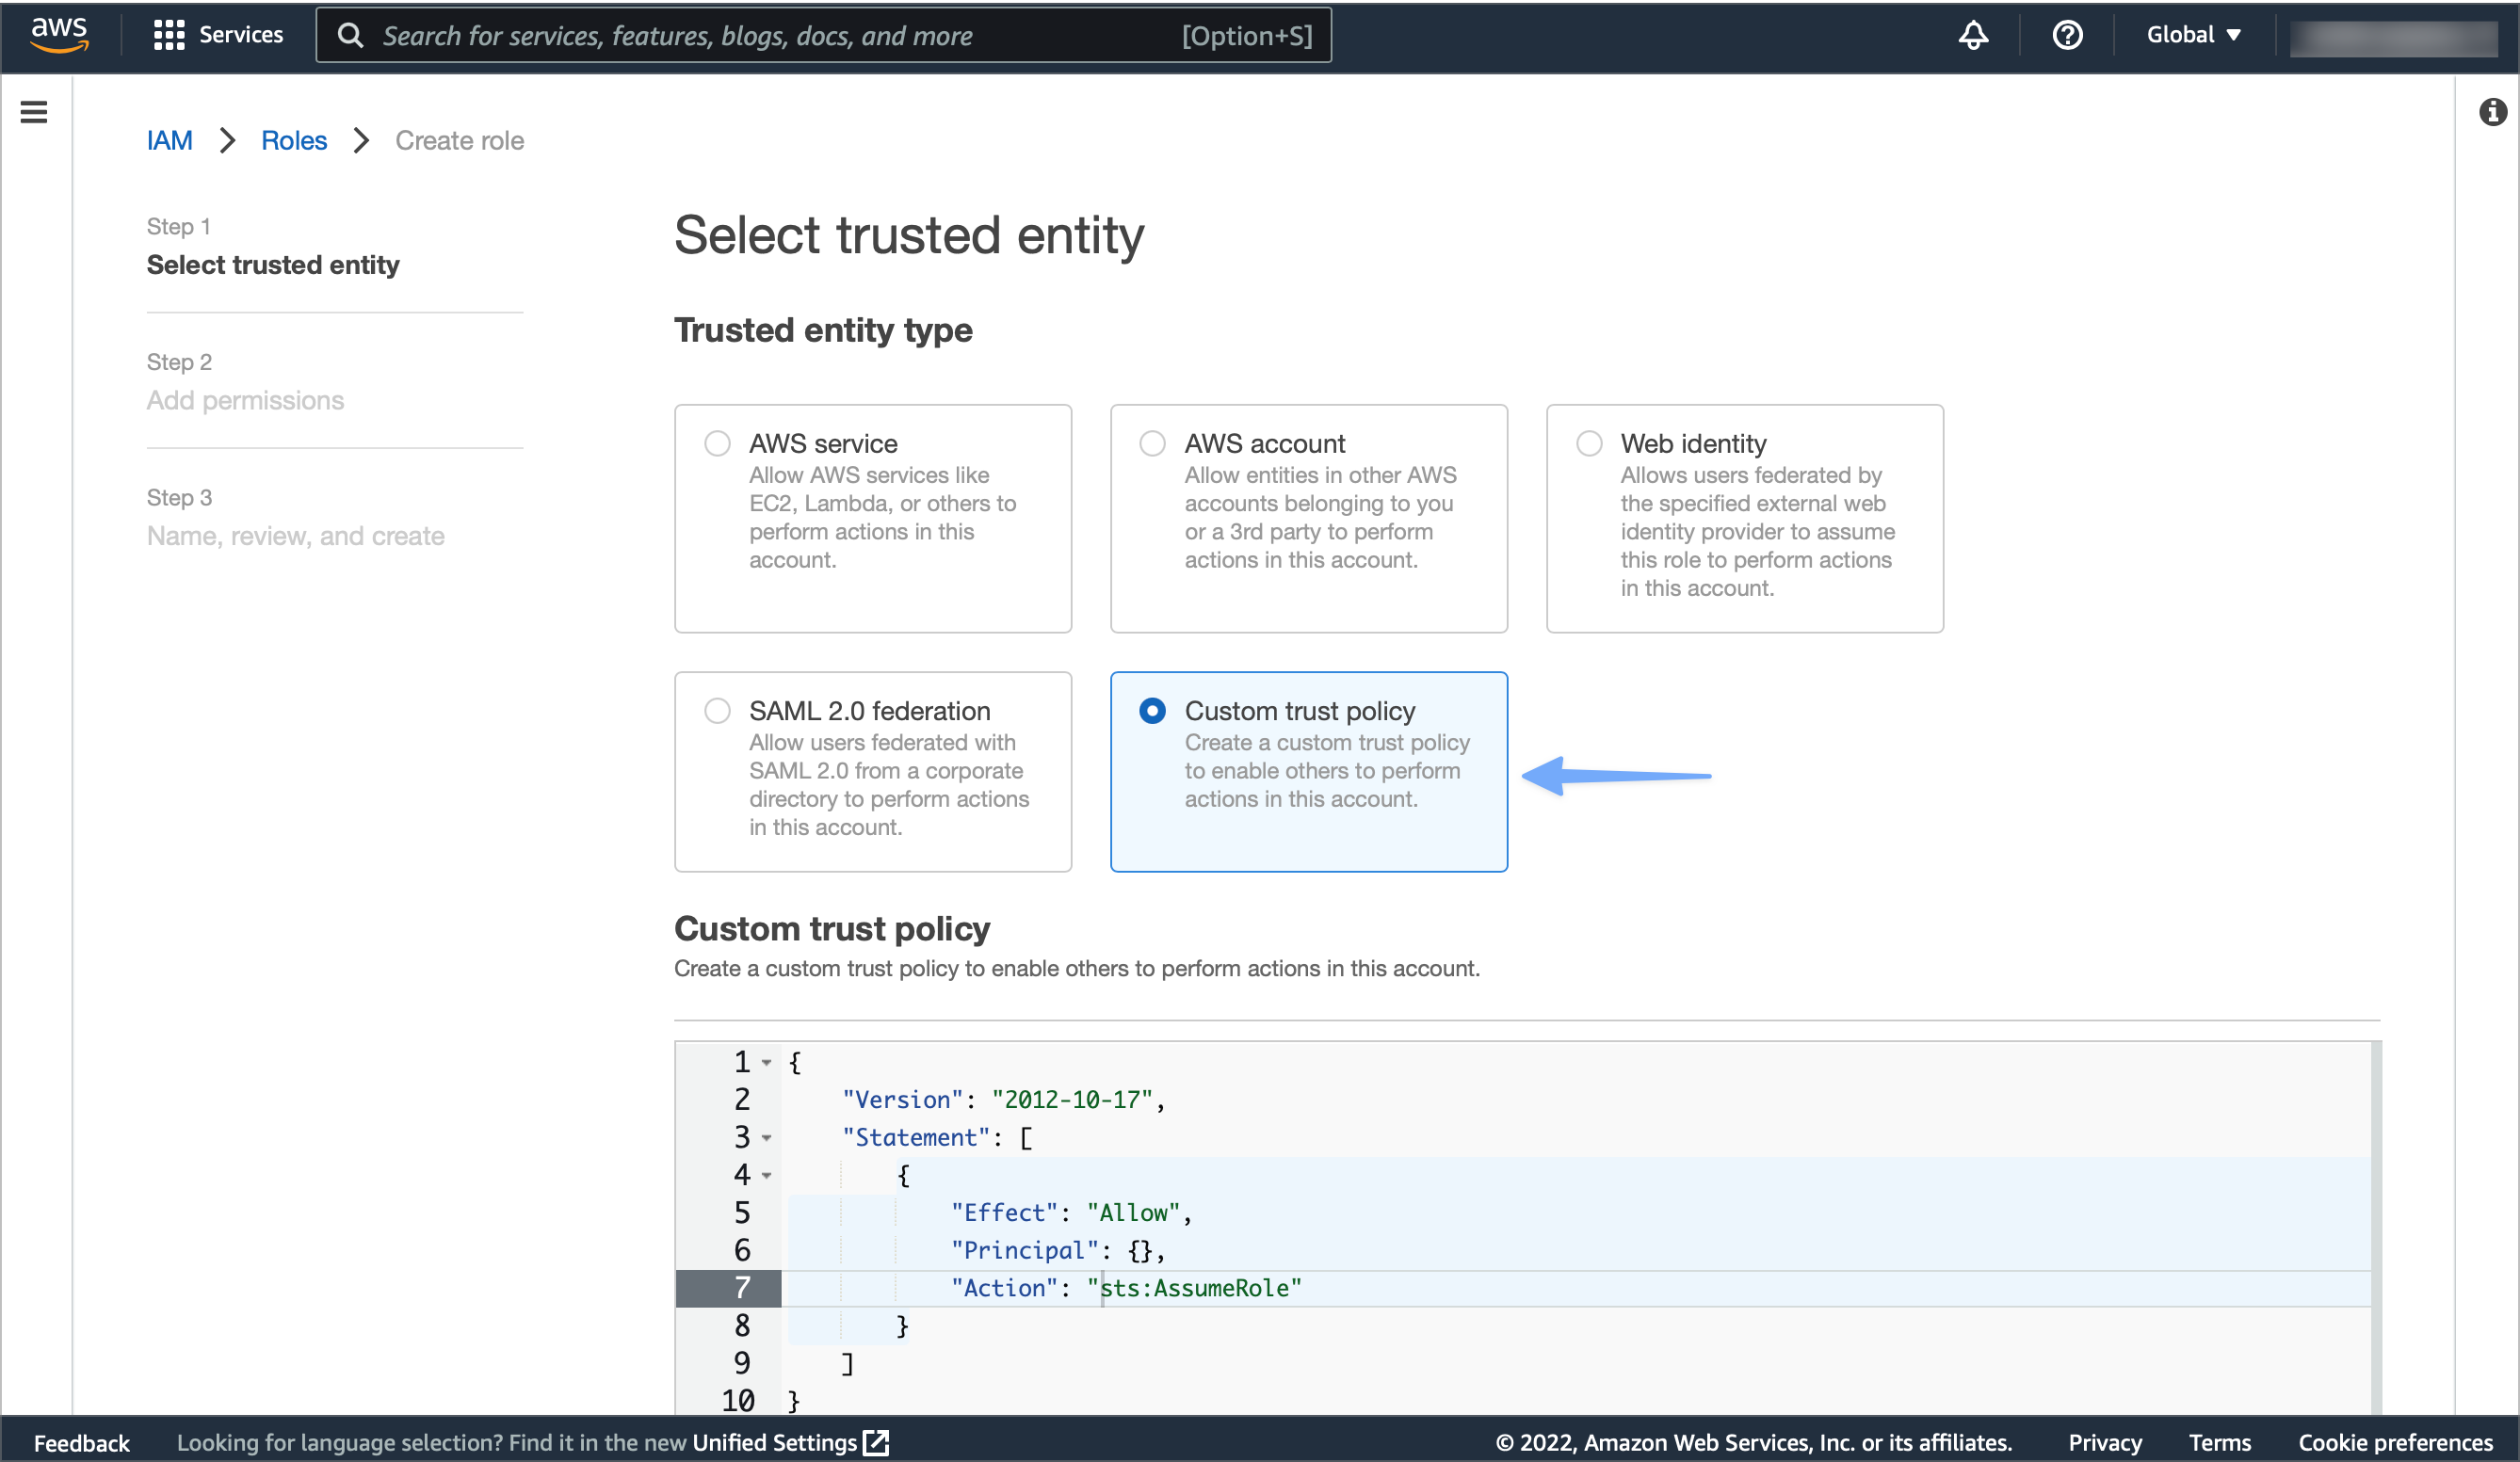 aws
Services
Search for services, features, blogs, docs, and more
[Option+S]
Global
IAM
Roles
Create role
Step 1
Select trusted entity
Step 2
Add permissions
Step 3
Name, review, and create
Select trusted entity
Trusted entity type
AWS service
Allow AWS services like
EC2, Lambda, or others to
perform actions in this
account.
AWS account
Allow entities in other AWS
accounts belonging to you
or a 3rd party to perform
actions in this account.
Web identity
Allows users federated by
the specified external web
identity provider to assume
this role to perform actions
in this account.
SAML 2.0 federation
Allow users federated with
SAML 2.0 from a corporate
directory to perform actions
in this account.
Custom trust policy
Create a custom trust policy
to enable others to perform
actions in this account.
Custom trust policy
Create a custom trust policy to enable others to perform actions in this account.
1 {
2 "Version": "2012-10-17",
3 "Statement": [
4 {
5 "Effect": "Allow",
6 "Principal": {},
7 "Action": "sts:AssumeRole"
8 }
9 ]
10 }
Feedback
Looking for language selection? Find it in the new Unified Settings
© 2022, Amazon Web Services, Inc. or its affiliates.
Privacy
Terms
Cookie preferences